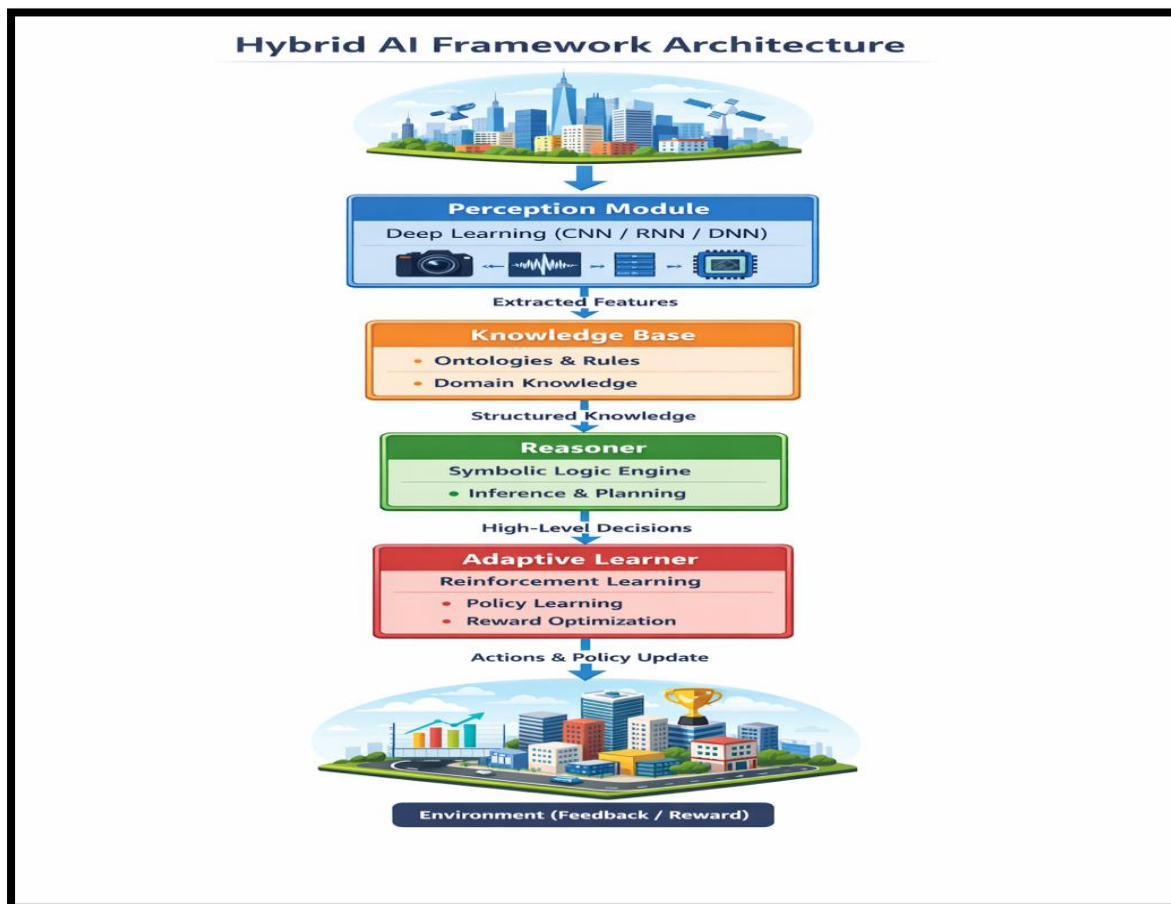 Hybrid AI Framework Architecture
Perception Module
Deep Learning (CNN / RNN / DNN)
Extracted Features
Knowledge Base
• Ontologies & Rules
• Domain Knowledge
Structured Knowledge
Reasoner
Symbolic Logic Engine
• Inference & Planning
High-Level Decisions
Adaptive Learner
Reinforcement Learning
• Policy Learning
• Reward Optimization
Actions & Policy Update
Environment (Feedback / Reward)